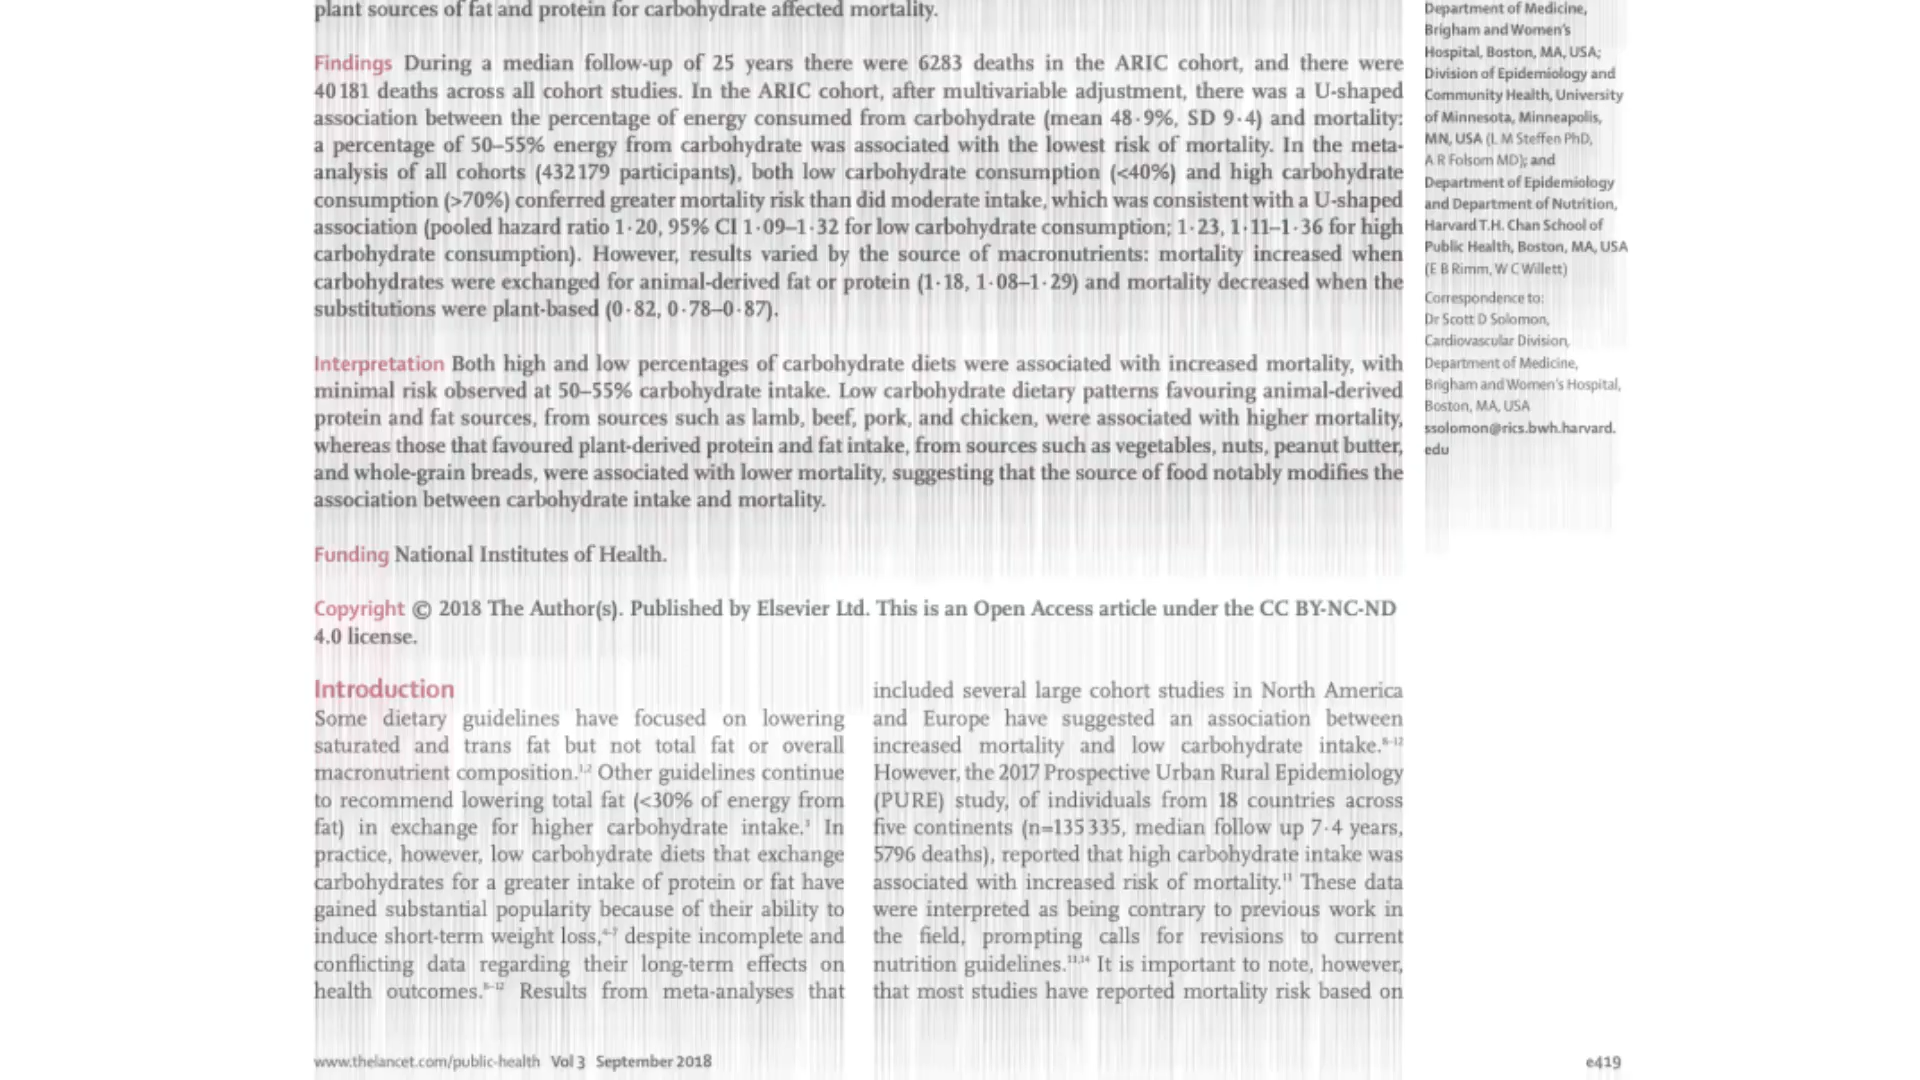 plant sources of fat and protein for carbohydrate affected mortality.
Findings During a median follow-up of 25 years there were 6283 deaths in the ARIC cohort, and there were
40 181 deaths across all cohort studies. In the ARIC cohort, after multivariable adjustment, there was a U-shaped
association between the percentage of energy consumed from carbohydrate (mean 48·9%, SD 9·4) and mortality:
a percentage of 50–55% energy from carbohydrate was associated with the lowest risk of mortality. In the meta-
analysis of all cohorts (432 179 participants), both low carbohydrate consumption (<40%) and high carbohydrate
consumption (>70%) conferred greater mortality risk than did moderate intake, which was consistent with a U-shaped
association (pooled hazard ratio 1·20, 95% CI 1·09–1·32 for low carbohydrate consumption; 1·23, 1·11–1·36 for high
carbohydrate consumption). However, results varied by the source of macronutrients: mortality increased when
carbohydrates were exchanged for animal-derived fat or protein (1·18, 1·08–1·29) and mortality decreased when the
substitutions were plant-based (0·82, 0·78–0·87).
Interpretation Both high and low percentages of carbohydrate diets were associated with increased mortality, with
minimal risk observed at 50–55% carbohydrate intake. Low carbohydrate dietary patterns favouring animal-derived
protein and fat sources, from sources such as lamb, beef, pork, and chicken, were associated with higher mortality,
whereas those that favoured plant-derived protein and fat intake, from sources such as vegetables, nuts, peanut butter,
and whole-grain breads, were associated with lower mortality, suggesting that the source of food notably modifies the
association between carbohydrate intake and mortality.
Funding National Institutes of Health.
Copyright © 2018 The Author(s). Published by Elsevier Ltd. This is an Open Access article under the CC BY-NC-ND
4.0 license.
Introduction
Some dietary guidelines have focused on lowering
saturated and trans fat but not total fat or overall
macronutrient composition.1,2 Other guidelines continue
to recommend lowering total fat (<30% of energy from
fat) in exchange for higher carbohydrate intake.3 In
practice, however, low carbohydrate diets that exchange
carbohydrates for a greater intake of protein or fat have
gained substantial popularity because of their ability to
induce short-term weight loss,4–7 despite incomplete and
conflicting data regarding their long-term effects on
health outcomes.8–12 Results from meta-analyses that
included several large cohort studies in North America
and Europe have suggested an association between
increased mortality and low carbohydrate intake.8–12
However, the 2017 Prospective Urban Rural Epidemiology
(PURE) study, of individuals from 18 countries across
five continents (n=135 335, median follow up 7·4 years,
5796 deaths), reported that high carbohydrate intake was
associated with increased risk of mortality.13 These data
were interpreted as being contrary to previous work in
the field, prompting calls for revisions to current
nutrition guidelines.13,14 It is important to note, however,
that most studies have reported mortality risk based on
Department of Medicine,
Brigham and Women's
Hospital, Boston, MA, USA;
Division of Epidemiology and
Community Health, University
of Minnesota, Minneapolis,
MN, USA (L M Steffen PhD,
A R Folsom MD); and
Department of Epidemiology
and Department of Nutrition,
Harvard T.H. Chan School of
Public Health, Boston, MA, USA
(E B Rimm, W C Willett)
Correspondence to:
Dr Scott D Solomon,
Cardiovascular Division,
Department of Medicine,
Brigham and Women's Hospital,
Boston, MA, USA
ssolomon@rics.bwh.harvard.
edu
www.thelancet.com/public-health Vol 3 September 2018
e419